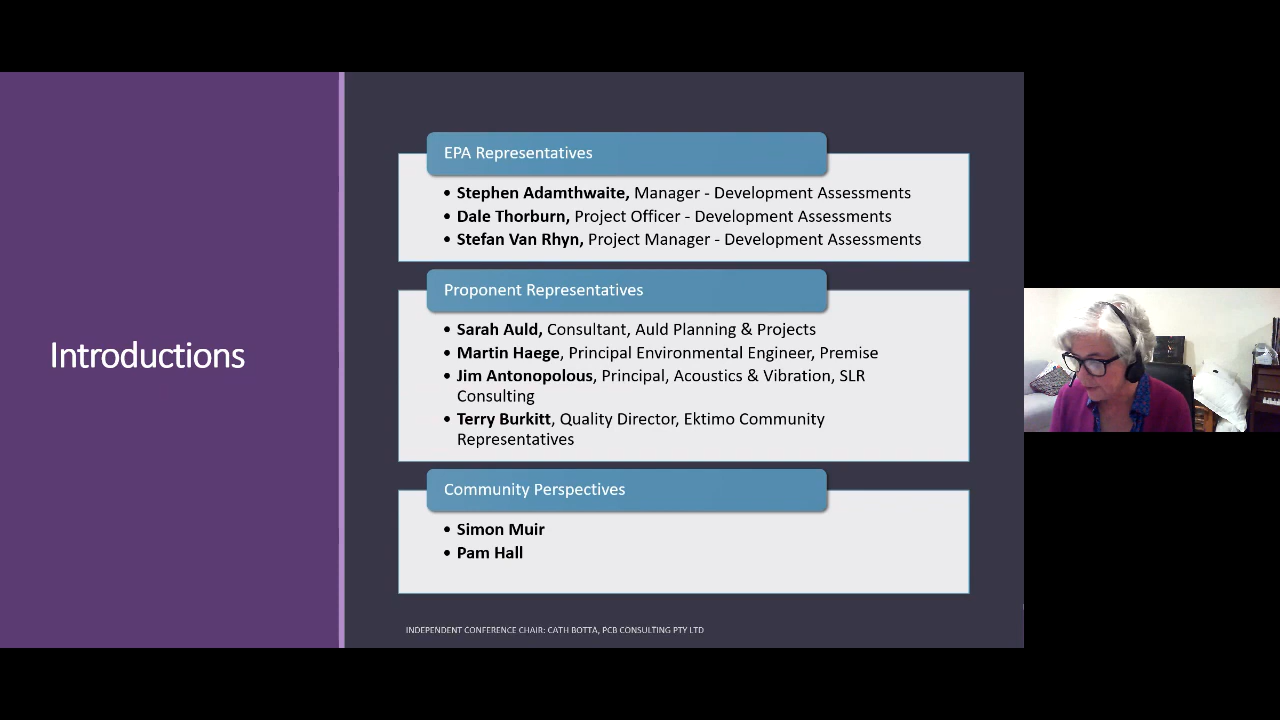 Introductions
EPA Representatives
• Stephen Adamthwaite, Manager - Development Assessments
• Dale Thorburn, Project Officer - Development Assessments
• Stefan Van Rhyn, Project Manager - Development Assessments
Proponent Representatives
• Sarah Auld, Consultant, Auld Planning & Projects
• Martin Haege, Principal Environmental Engineer, Premise
• Jim Antonopolous, Principal, Acoustics & Vibration, SLR
Consulting
• Terry Burkitt, Quality Director, Ektimo Community
Representatives
Community Perspectives
• Simon Muir
• Pam Hall
INDEPENDENT CONFERENCE CHAIR: CATH BOTTA, PCB CONSULTING PTY LTD